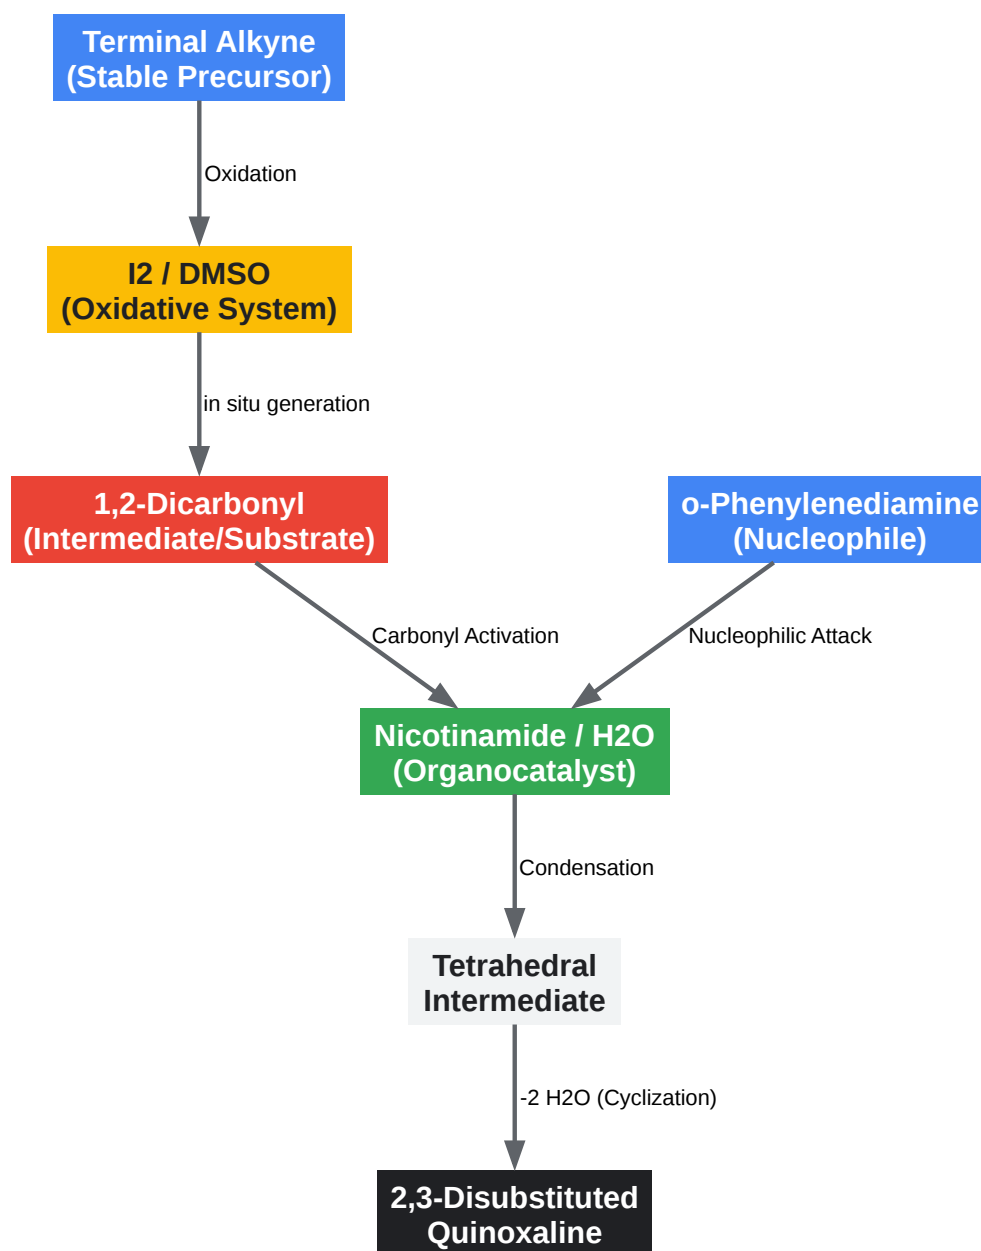 Terminal Alkyne
(Stable Precursor)
Oxidation
I2 / DMSO
(Oxidative System)
in situ generation
1,2-Dicarbonyl
(Intermediate/Substrate)
o-Phenylenediamine
(Nucleophile)
Carbonyl Activation
Nucleophilic Attack
Nicotinamide / H2O
(Organocatalyst)
Condensation
Tetrahedral
Intermediate
-2 H2O (Cyclization)
2,3-Disubstituted
Quinoxaline